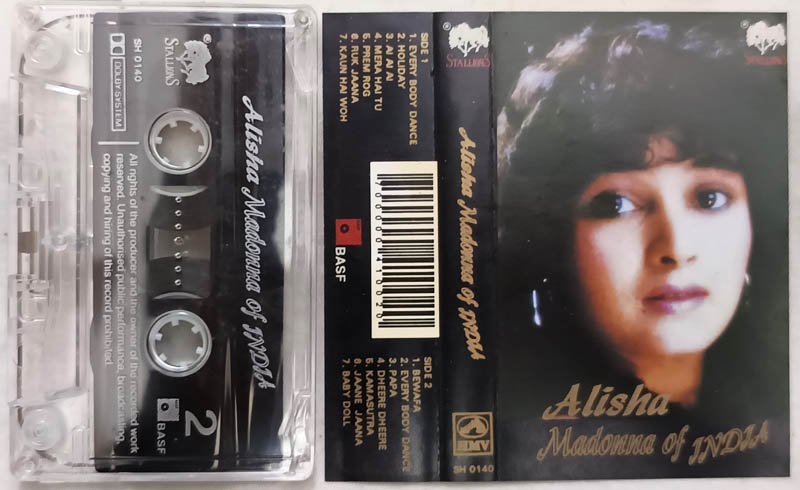 STALLIONS
SH 0140
DOLBY SYSTEM
Alisha Madonna of INDIA
All rights of the producer and the owner of the recorded work
reserved. Unauthorised public performance, broadcasting,
copying and hiring of this record prohibited.
2
BASF
SIDE 1
1. EVERY BODY DANCE
2. HOLIDAY
3. AI AI AI
4. MERA HAI TU
5. PREM ROG
6. RUK JAANA
7. KAUN HAI WOH
BASF
SIDE 2
1. BEWAFA
2. EVERY BODY DANCE
3. PAPA
4. DHEERE DHEERE
5. KAMASUTRA
6. JAANE JAANA
7. BABY DOLL
STALLIONS
Alisha Madonna of INDIA
HMV
SH 0140
STALLIONS
Alisha
Madonna of INDIA